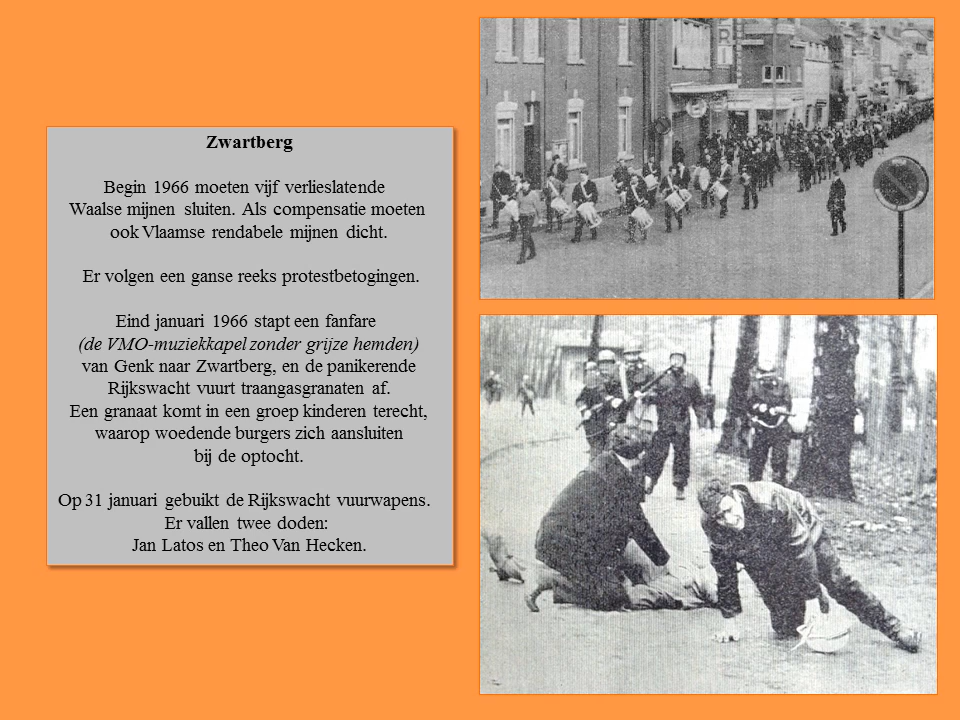 Zwartberg
Begin 1966 moeten vijf verlieslatende
Waalse mijnen sluiten. Als compensatie moeten
ook Vlaamse rendabele mijnen dicht.
Er volgen een ganse reeks protestbetogingen.
Eind januari 1966 stapt een fanfare
(de VMO-muziekkapel zonder grijze hemden)
van Genk naar Zwartberg, en de panikerende
Rijkswacht vuurt traangasgranaten af.
Een granaat komt in een groep kinderen terecht,
waarop woedende burgers zich aansluiten
bij de optocht.
Op 31 januari gebuikt de Rijkswacht vuurwapens.
Er vallen twee doden:
Jan Latos en Theo Van Hecken.